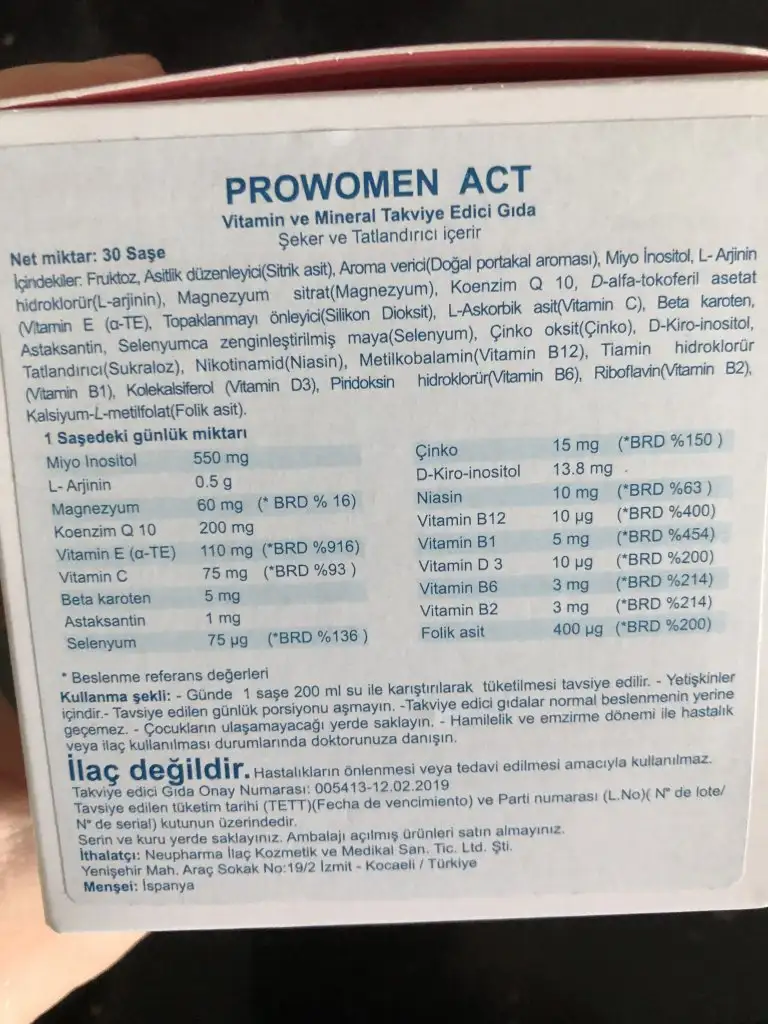 PROWOMEN ACT
Vitamin ve Mineral Takviye Edici Gıda
Şeker ve Tatlandırıcı içerir
Net miktar: 30 Saşe
İçindekiler: Fruktoz, Asitlik düzenleyici(Sitrik asit), Aroma verici(Doğal portakal aroması), Miyo İnositol, L- Arjinin
hidroklorür(L-arjinin), Magnezyum sitrat(Magnezyum), Koenzim Q 10, D-alfa-tokoferil asetat
(Vitamin E (α-TE), Topaklanmayı önleyici(Silikon Dioksit), L-Askorbik asit(Vitamin C), Beta karoten,
Astaksantin, Selenyumca zenginleştirilmiş maya(Selenyum), Çinko oksit(Çinko), D-Kiro-inositol,
Tatlandırıcı(Sukraloz), Nikotinamid(Niasin), Metilkobalamin(Vitamin B12), Tiamin hidroklorür
(Vitamin B1), Kolekalsiferol (Vitamin D3), Piridoksin hidroklorür(Vitamin B6), Riboflavin(Vitamin B2),
Kalsiyum-L-metilfolat(Folik asit).
1 Saşedeki günlük miktarı
Miyo Inositol 550 mg
L- Arjinin 0.5 g
Magnezyum 60 mg (* BRD % 16)
Koenzim Q 10 200 mg
Vitamin E (α-TE) 110 mg (*BRD %916)
Vitamin C 75 mg (*BRD %93 )
Beta karoten 5 mg
Astaksantin 1 mg
Selenyum 75 µg (*BRD %136 )
Çinko 15 mg (*BRD %150 )
D-Kiro-inositol 13.8 mg .
Niasin 10 mg (*BRD %63 )
Vitamin B12 10 µg (*BRD %400)
Vitamin B1 5 mg (*BRD %454)
Vitamin D 3 10 µg (*BRD %200)
Vitamin B6 3 mg (*BRD %214)
Vitamin B2 3 mg (*BRD %214)
Folik asit 400 µg (*BRD %200)
* Beslenme referans değerleri
Kullanma şekli: - Günde 1 saşe 200 ml su ile karıştırılarak tüketilmesi tavsiye edilir. - Yetişkinler
içindir.- Tavsiye edilen günlük porsiyonu aşmayın. -Takviye edici gıdalar normal beslenmenin yerine
geçemez. - Çocukların ulaşamayacağı yerde saklayın. - Hamilelik ve emzirme dönemi ile hastalık
veya ilaç kullanılması durumlarında doktorunuza danışın.
İlaç değildir. Hastalıkların önlenmesi veya tedavi edilmesi amacıyla kullanılmaz.
Takviye edici Gıda Onay Numarası: 005413-12.02.2019
Tavsiye edilen tüketim tarihi (TETT)(Fecha de vencimiento) ve Parti numarası (L.No)( N° de lote/
N° de serial) kutunun üzerindedir.
Serin ve kuru yerde saklayınız. Ambalajı açılmış ürünleri satın almayınız.
İthalatçı: Neupharma İlaç Kozmetik ve Medikal San. Tic. Ltd. Şti.
Yenişehir Mah. Araç Sokak No:19/2 İzmit - Kocaeli / Türkiye
Menşei: İspanya